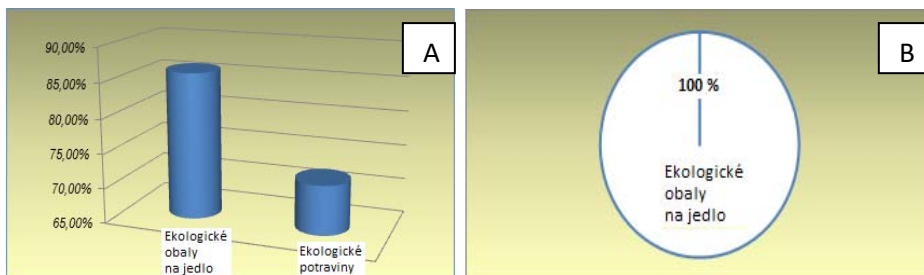 90,00%
85,00%
80,00%
75,00%
70,00%
65,00%
Ekologické
obaly
na jedlo
Ekologické
potraviny
A
100 %
Ekologické
obaly
na jedlo
B